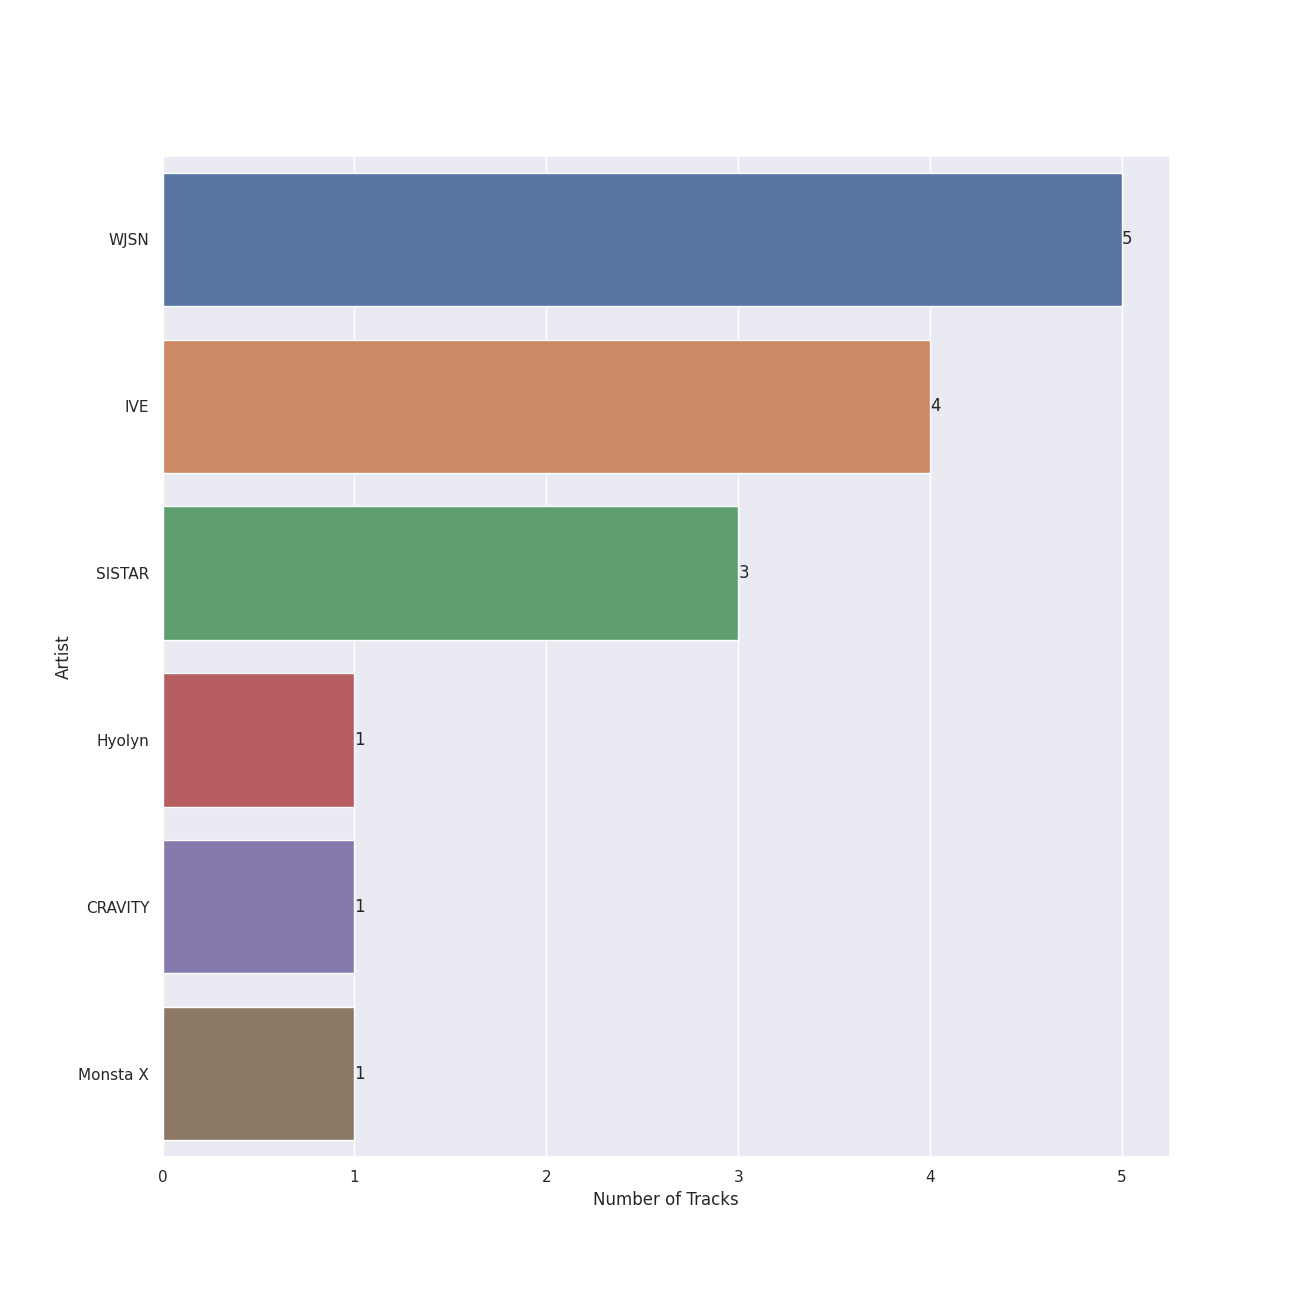 WJSN
5
IVE
4
SISTAR
3
Artist
Hyolyn
1
CRAVITY
1
Monsta X
1
0 1 2 3 4 5
Number of Tracks